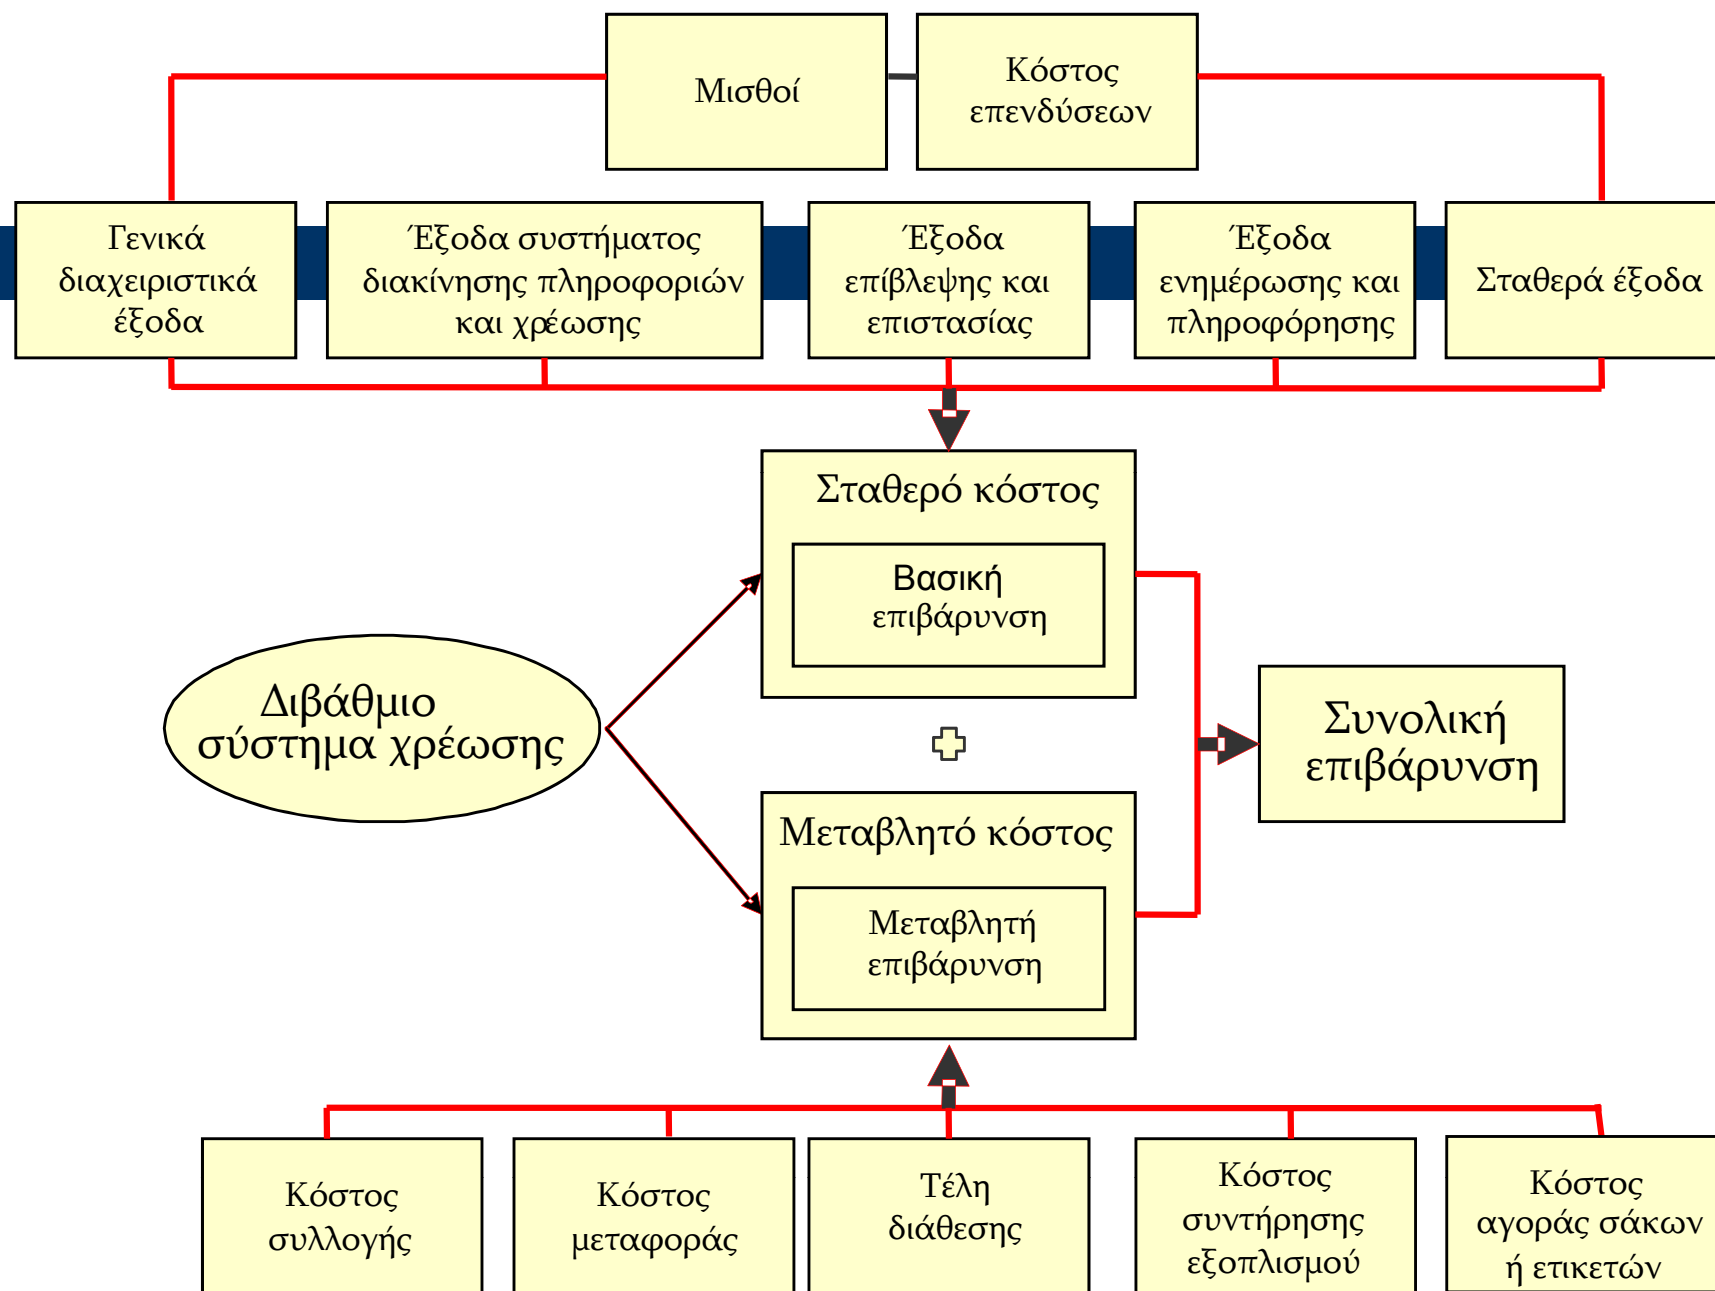 Μισθοί
Κόστος
επενδύσεων
Γενικά
διαχειριστικά
έξοδα
Έξοδα συστήματος
διακίνησης πληροφοριών
και χρέωσης
Έξοδα
επίβλεψης και
επιστασίας
Έξοδα
ενημέρωσης και
πληροφόρησης
Σταθερά έξοδα
Σταθερό κόστος
Βασική
επιβάρυνση
Διβάθμιο
σύστημα χρέωσης
Συνολική
επιβάρυνση
Μεταβλητό κόστος
Μεταβλητή
επιβάρυνση
Κόστος
συλλογής
Κόστος
μεταφοράς
Τέλη
διάθεσης
Κόστος
συντήρησης
εξοπλισμού
Κόστος
αγοράς σάκων
ή ετικετών